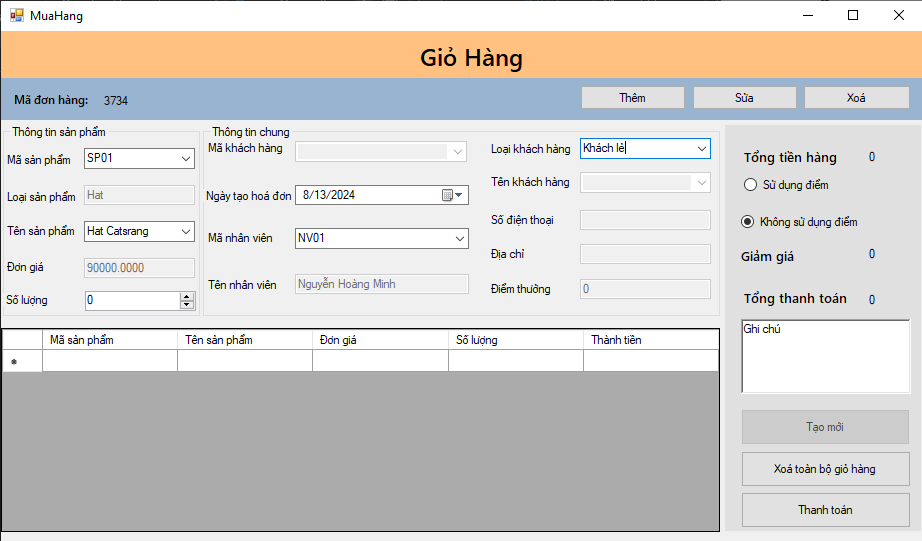 MuaHang
Giỏ Hàng
Mã đơn hàng: 3734
Thêm
Sửa
Xoá
Thông tin sản phẩm
Mã sản phẩm SP01
Loại sản phẩm Hat
Tên sản phẩm Hat Catsrang
Đơn giá 90000.0000
Số lượng 0
Thông tin chung
Mã khách hàng
Ngày tạo hoá đơn 8/13/2024
Mã nhân viên NV01
Tên nhân viên Nguyễn Hoàng Minh
Loại khách hàng Khách lẻ
Tên khách hàng
Số điện thoại
Địa chỉ
Điểm thưởng 0
Tổng tiền hàng 0
Sử dụng điểm
Không sử dụng điểm
Giảm giá 0
Tổng thanh toán 0
Ghi chú
Tạo mới
Xoá toàn bộ giỏ hàng
Thanh toán
Mã sản phẩm Tên sản phẩm Đơn giá Số lượng Thành tiền